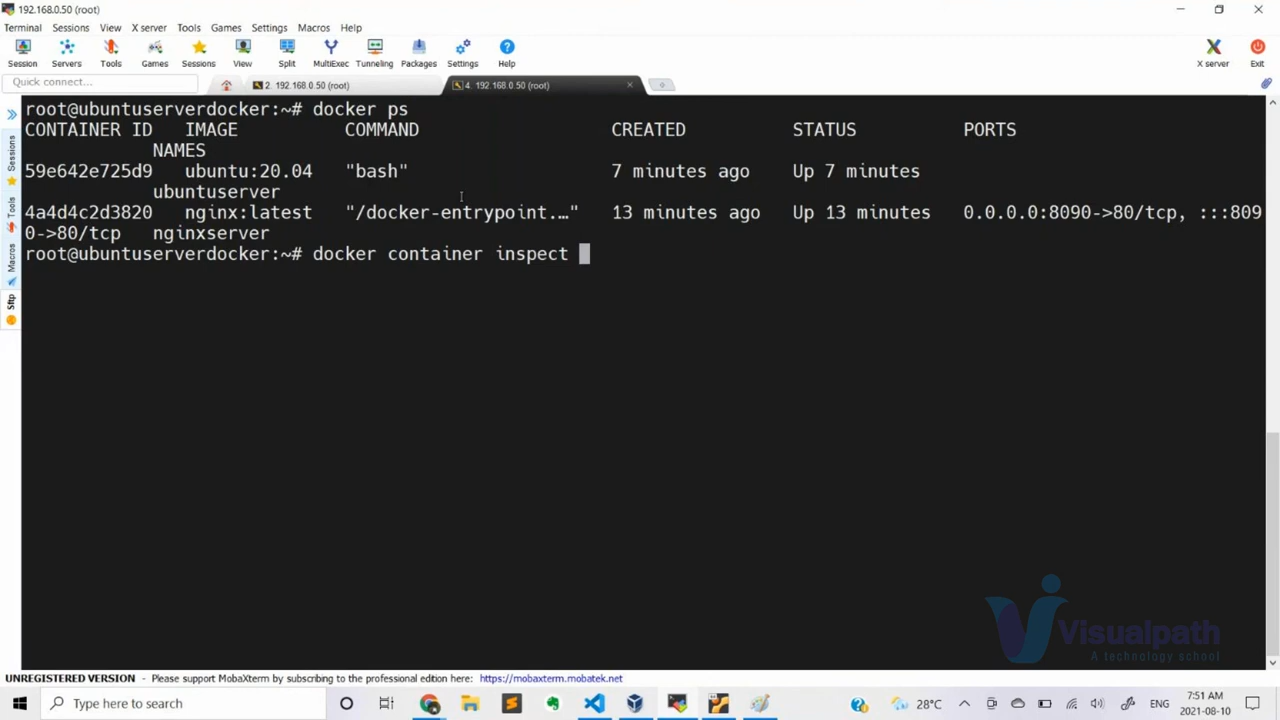 192.168.0.50 (root)
Terminal Sessions View X server Tools Games Settings Macros Help
Session Servers Tools Games Sessions View Split MultiExec Tunneling Packages Settings Help X server Exit
Quick connect...
2. 192.168.0.50 (root)
4. 192.168.0.50 (root)
Sessions
Tools
Macros
Sftp
root@ubuntuserverdocker:~# docker ps
CONTAINER ID IMAGE COMMAND CREATED STATUS PORTS
NAMES
59e642e725d9 ubuntu:20.04 "bash" 7 minutes ago Up 7 minutes
ubuntuserver
4a4d4c2d3820 nginx:latest "/docker-entrypoint.…" 13 minutes ago Up 13 minutes 0.0.0.0:8090->80/tcp, :::809
0->80/tcp nginxserver
root@ubuntuserverdocker:~# docker container inspect
Visualpath
A technology school
UNREGISTERED VERSION - Please support MobaXterm by subscribing to the professional edition here: https://mobaxterm.mobatek.net
Type here to search
28°C
ENG
7:51 AM
2021-08-10